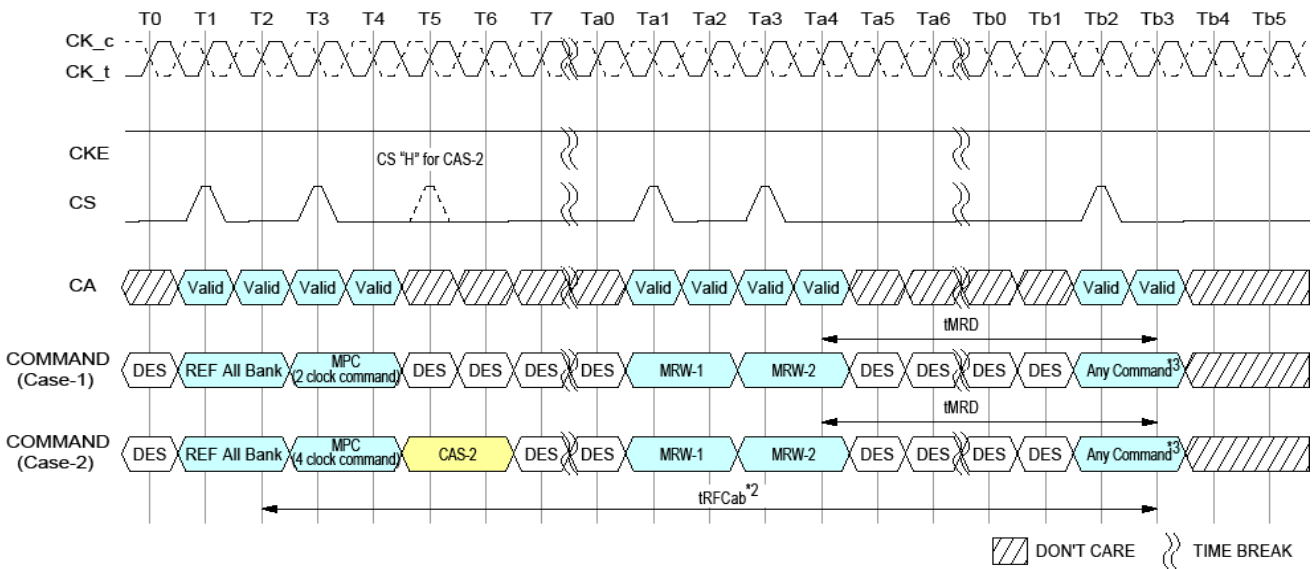 T0 T1 T2 T3 T4 T5 T6 T7 Ta0 Ta1 Ta2 Ta3 Ta4 Ta5 Ta6 Tb0 Tb1 Tb2 Tb3 Tb4 Tb5
CK_c
CK_t
CKE
CS "H" for CAS-2
CS
CA Valid Valid Valid Valid Valid Valid Valid Valid Valid Valid
tMRD
COMMAND
(Case-1)
DES REF All Bank MPC
(2 clock command)
DES DES DES DES MRW-1 MRW-2 DES DES DES DES Any Command*3
tMRD
COMMAND
(Case-2)
DES REF All Bank MPC
(4 clock command)
CAS-2 DES DES MRW-1 MRW-2 DES DES DES DES Any Command*3
tRFCab*2
DON'T CARE TIME BREAK